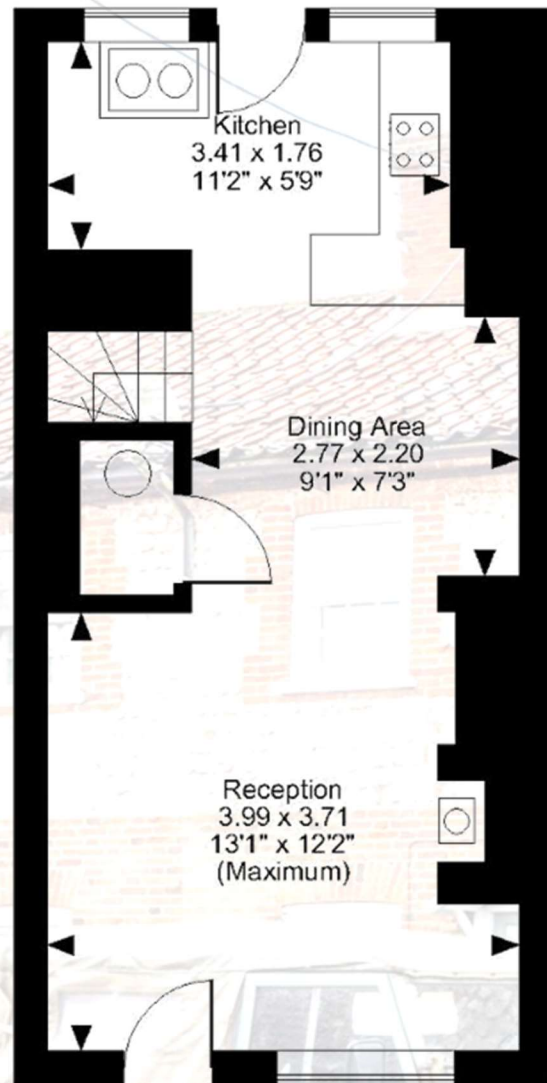 Kitchen
3.41 x 1.76
11'2" x 5'9"
Dining Area
2.77 x 2.20
9'1" x 7'3"
Reception
3.99 x 3.71
13'1" x 12'2"
(Maximum)